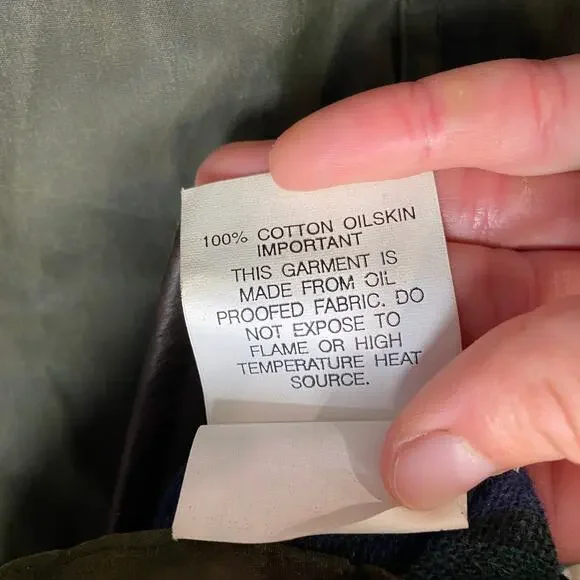 100% COTTON OILSKIN
IMPORTANT
THIS GARMENT IS
MADE FROM OIL
PROOFED FABRIC. DO
NOT EXPOSE TO
FLAME OR HIGH
TEMPERATURE HEAT
SOURCE.